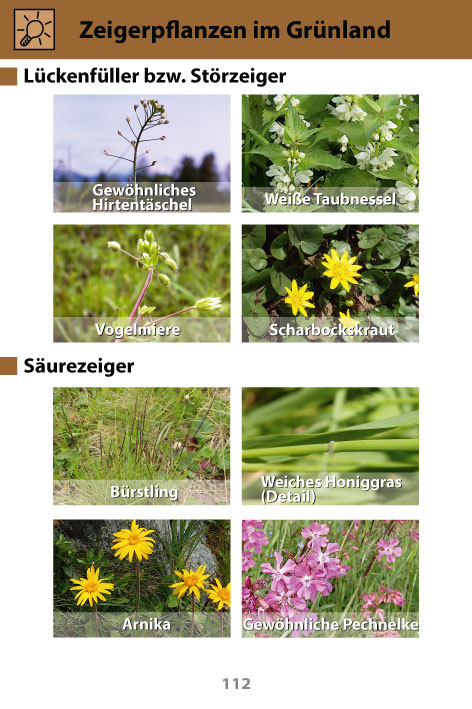 Zeigerpflanzen im Grünland
Lückenfüller bzw. Störzeiger
Gewöhnliches
Hirtentäschel
Weiße Taubnessel
Vogelmiere
Scharbockskraut
Säurezeiger
Bürstling
Weiches Honiggras
(Detail)
Arnika
Gewöhnliche Pechnelke
112